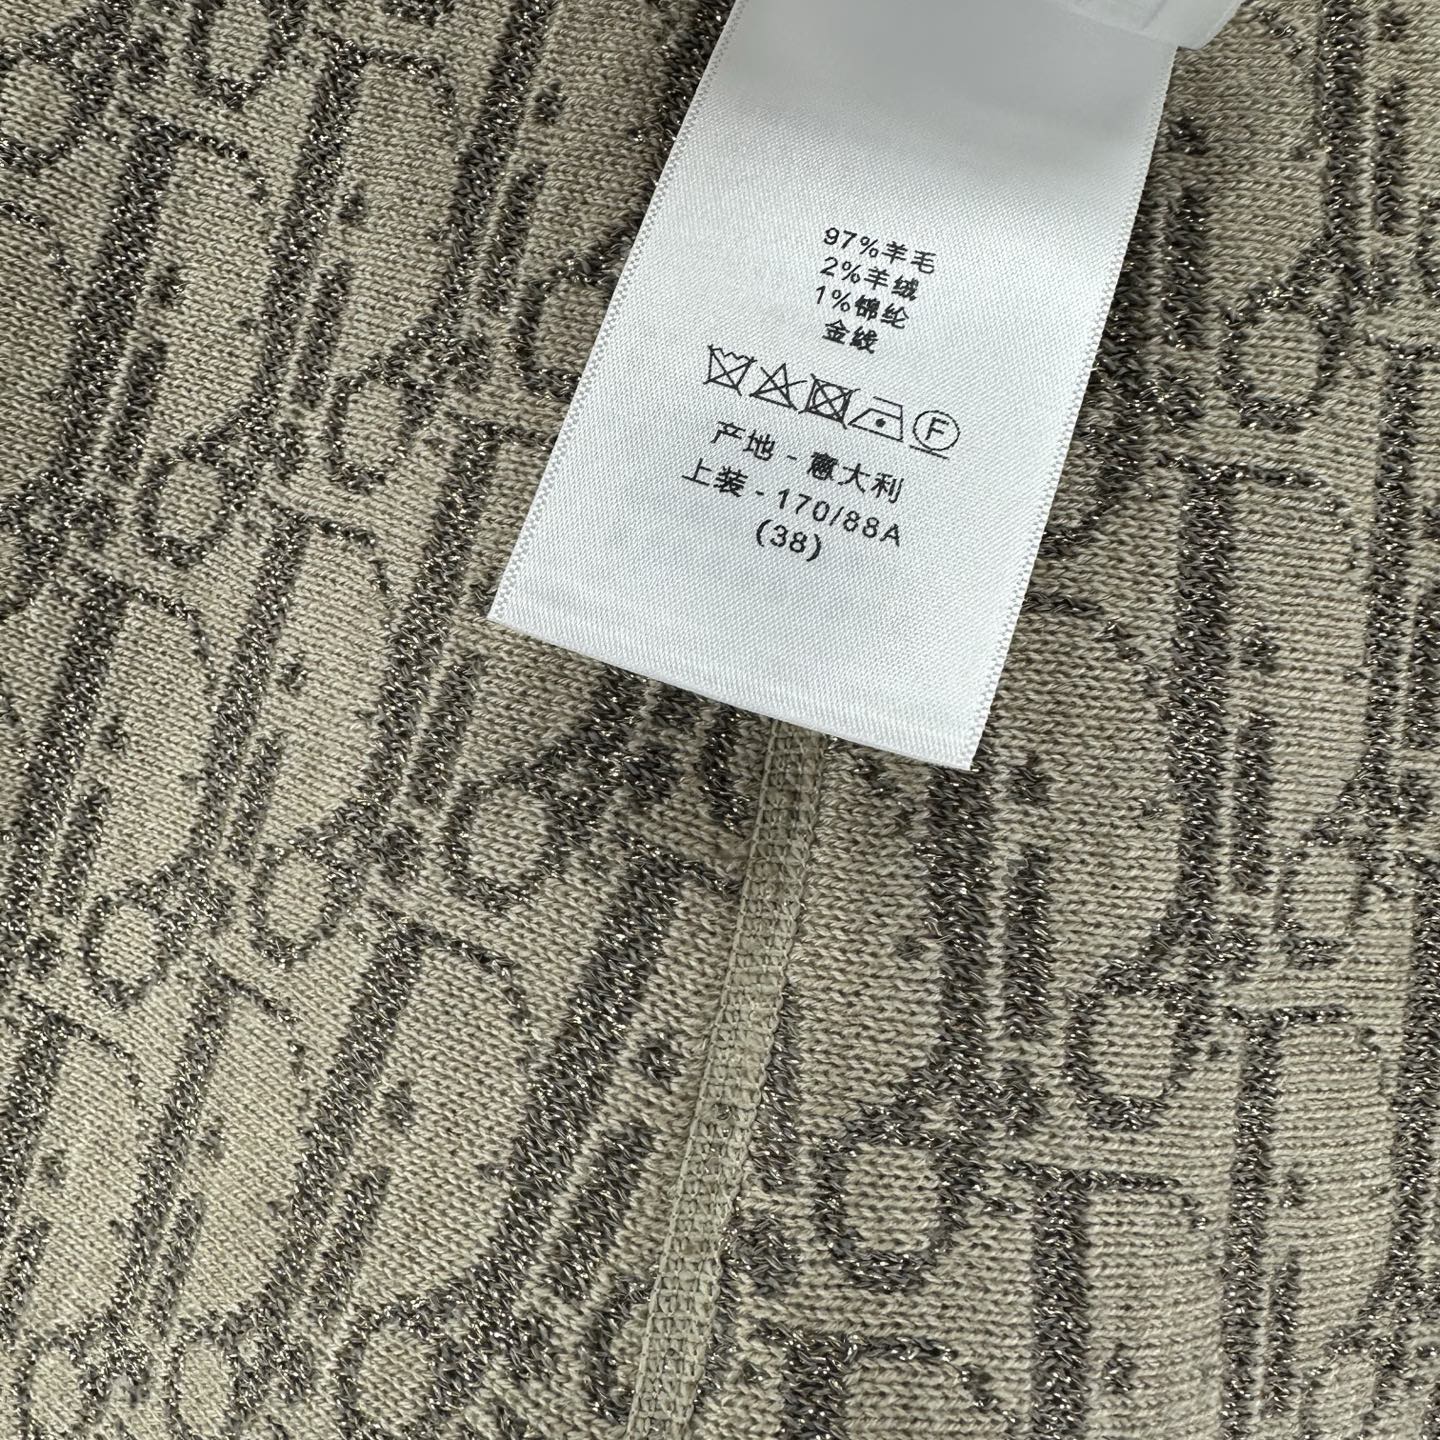 97%羊毛
2%羊绒
1%锦纶
金线
F
产地 - 意大利
上装 - 170/88A
(38)